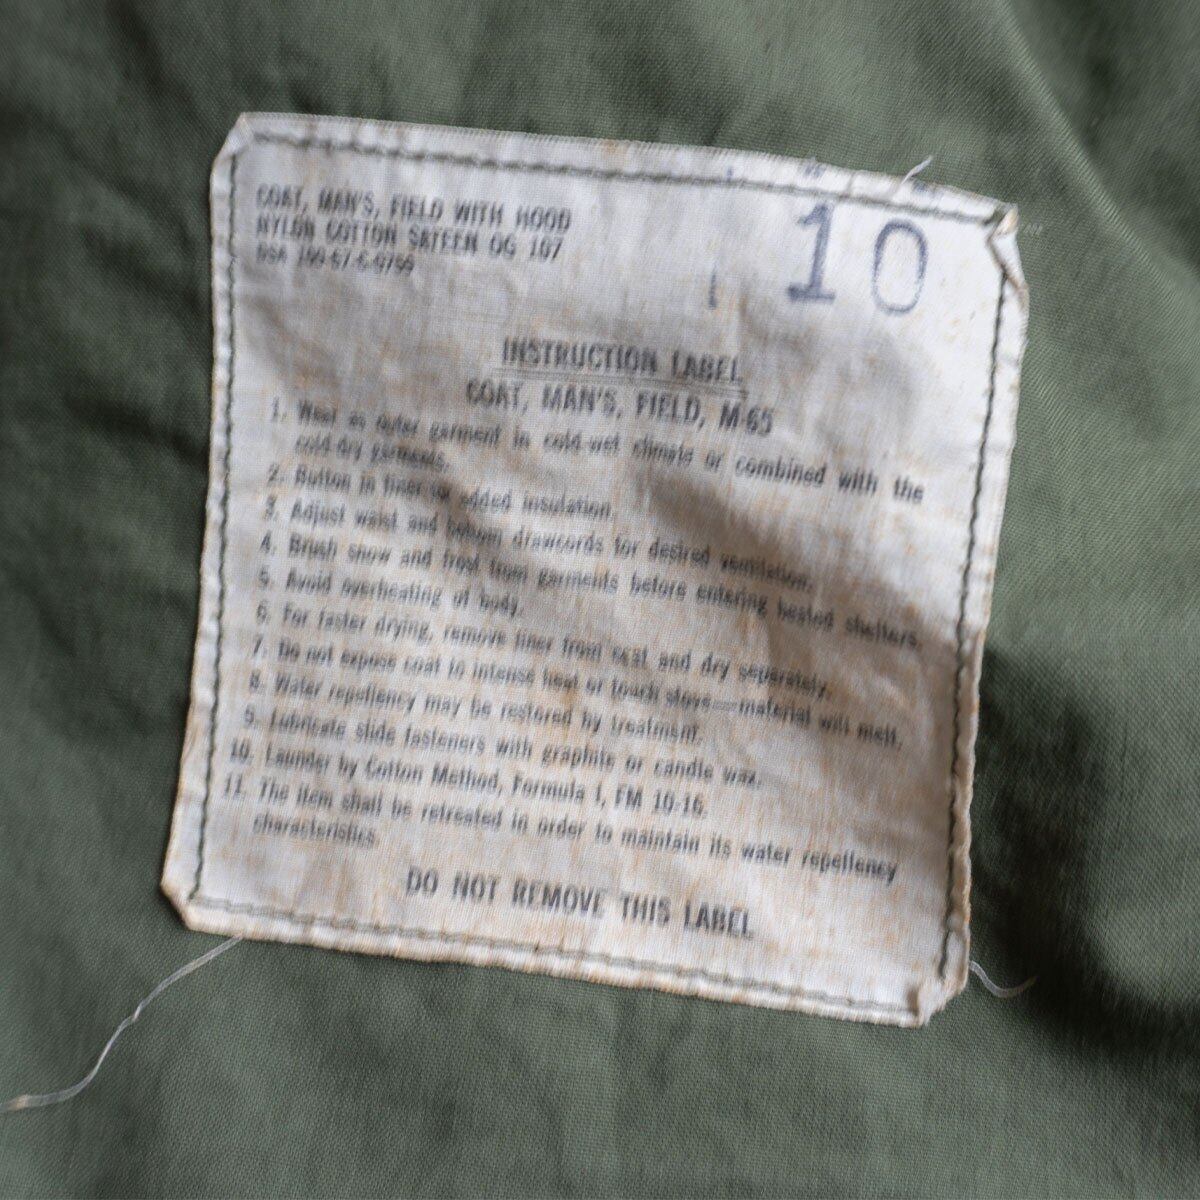 COAT, MAN'S, FIELD WITH HOOD
NYLON COTTON SATEEN OG 107
DSA 100-67-C-0756
10
INSTRUCTION LABEL
COAT, MAN'S, FIELD, M-65
1. Wear as outer garment in cold-wet climate or combined with the
cold-dry garments.
2. Button in liner for added insulation.
3. Adjust waist and bottom drawcords for desired ventilation.
4. Brush snow and frost from garments before entering heated shelters.
5. Avoid overheating of body.
6. For faster drying, remove liner from coat and dry separately.
7. Do not expose coat to intense heat or touch stove—material will melt.
8. Water repellency may be restored by treatment.
9. Lubricate slide fasteners with graphite or candle wax.
10. Launder by Cotton Method, Formula I, FM 10-16.
11. The item shall be retreated in order to maintain its water repellency
characteristics.
DO NOT REMOVE THIS LABEL